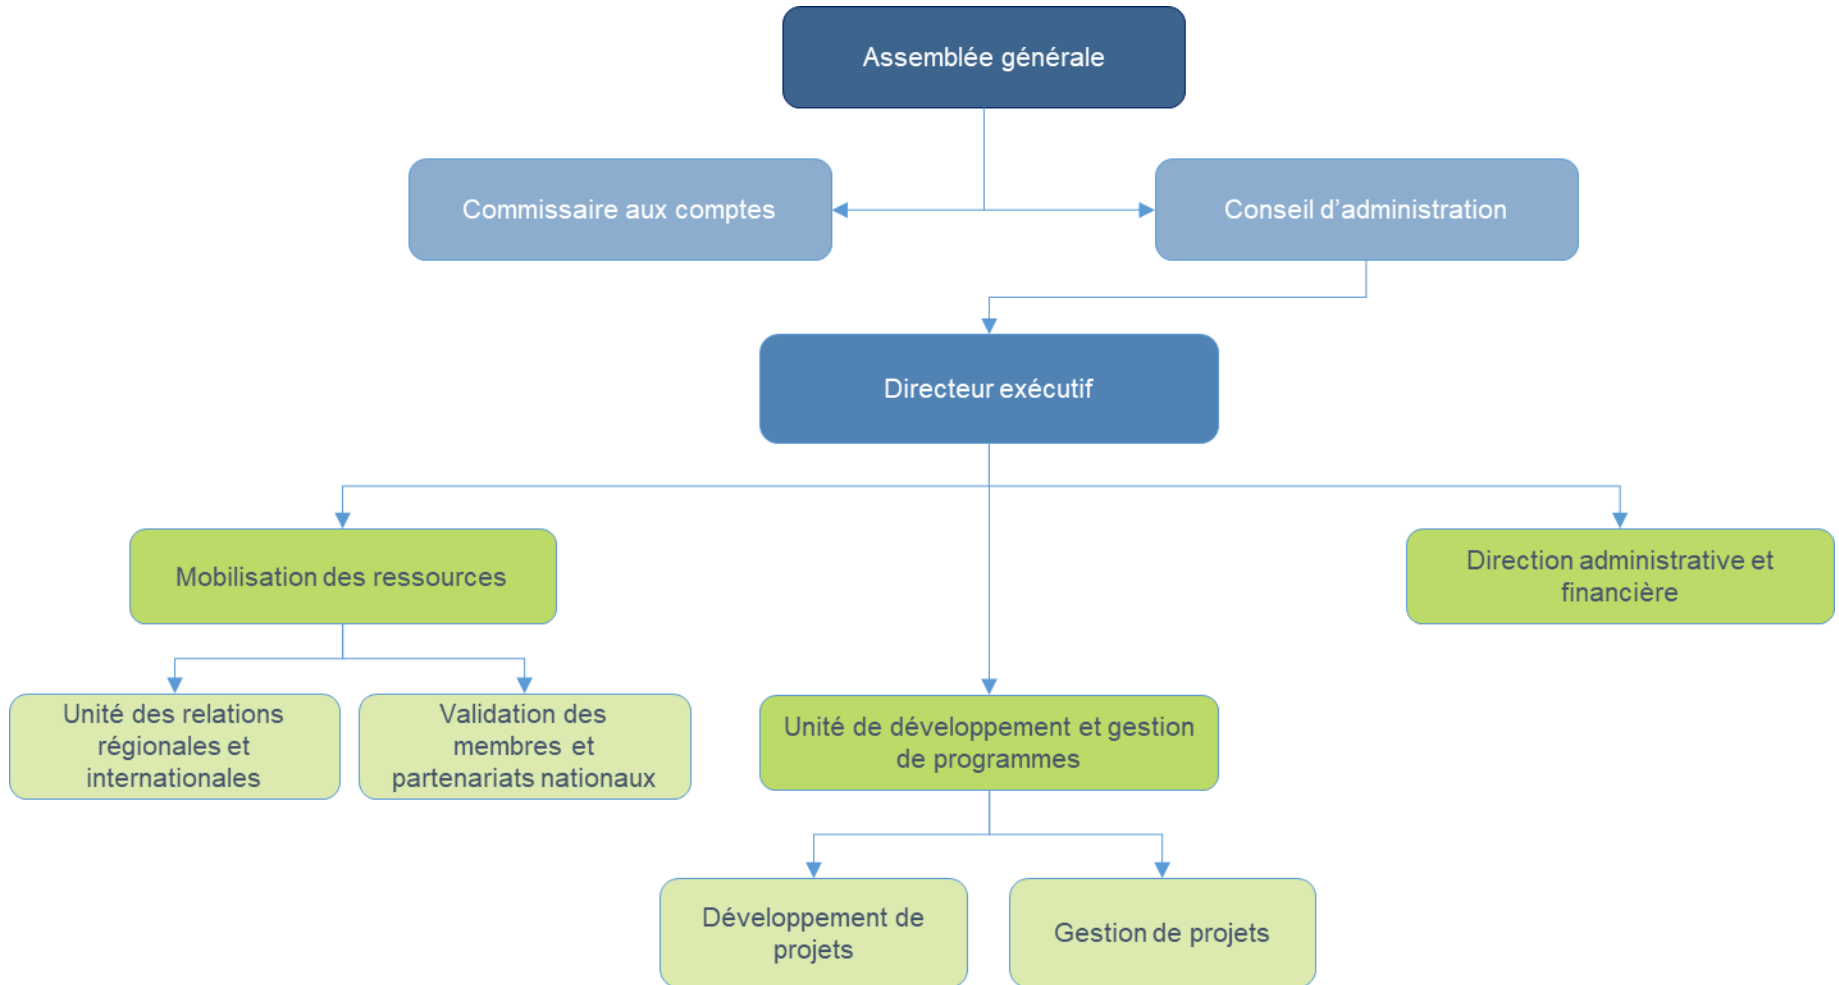 Assemblée générale
Commissaire aux comptes
Conseil d’administration
Directeur exécutif
Mobilisation des ressources
Direction administrative et
financière
Unité des relations
régionales et
internationales
Validation des
membres et
partenariats nationaux
Unité de développement et gestion
de programmes
Développement de
projets
Gestion de projets